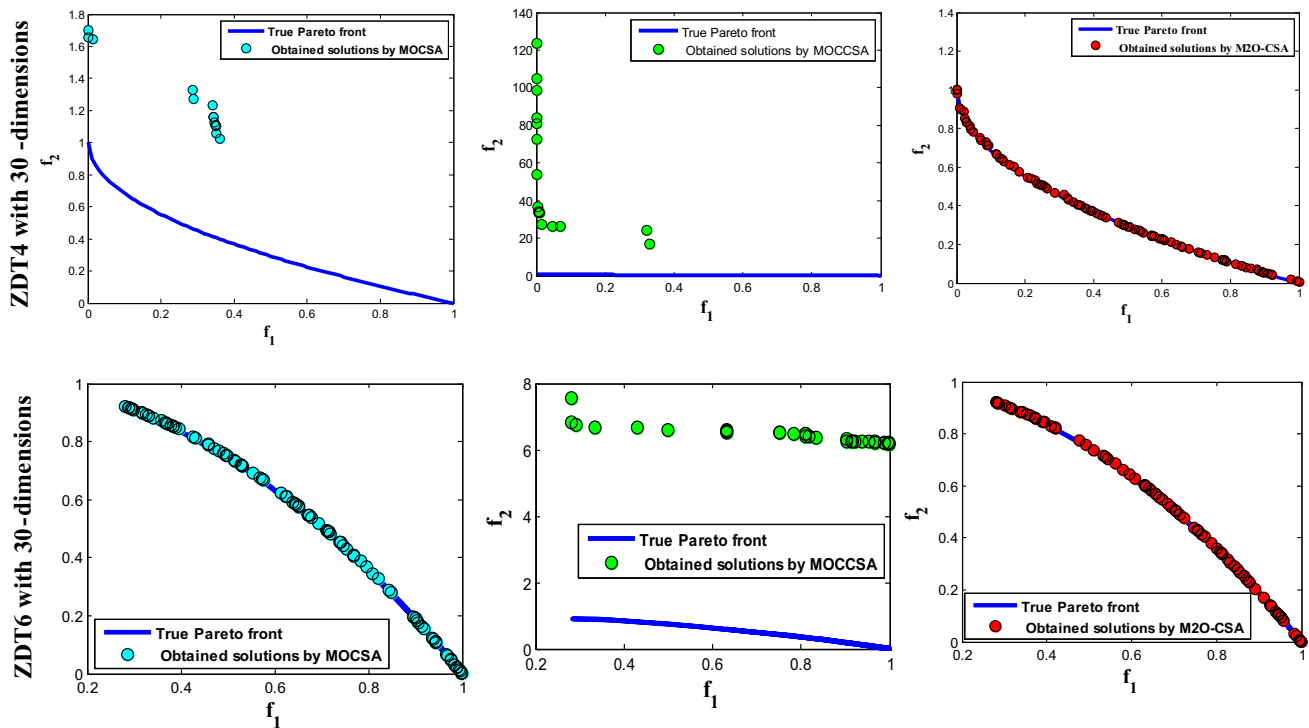 ZDT4 with 30 -dimensions
1.8
1.6
1.4
1.2
1
0.8
0.6
0.4
0.2
0
f2
True Pareto front
Obtained solutions by MOCSA
0 0.2 0.4 0.6 0.8 1
f1
140
120
100
80
60
40
20
0
f2
True Pareto front
Obtained solutions by MOCCSA
0 0.2 0.4 0.6 0.8 1
f1
1.4
1.2
1
0.8
0.6
0.4
0.2
0
f2
True Pareto front
Obtained solutions by M2O-CSA
0 0.2 0.4 0.6 0.8 1
f1
ZDT6 with 30-dimensions
1
0.8
0.6
0.4
0.2
0
f2
True Pareto front
Obtained solutions by MOCSA
0.2 0.4 0.6 0.8 1
f1
8
6
4
2
0
f2
True Pareto front
Obtained solutions by MOCCSA
0.2 0.4 0.6 0.8 1
f1
1
0.8
0.6
0.4
0.2
0
f2
True Pareto front
Obtained solutions by M2O-CSA
0.2 0.4 0.6 0.8 1
f1